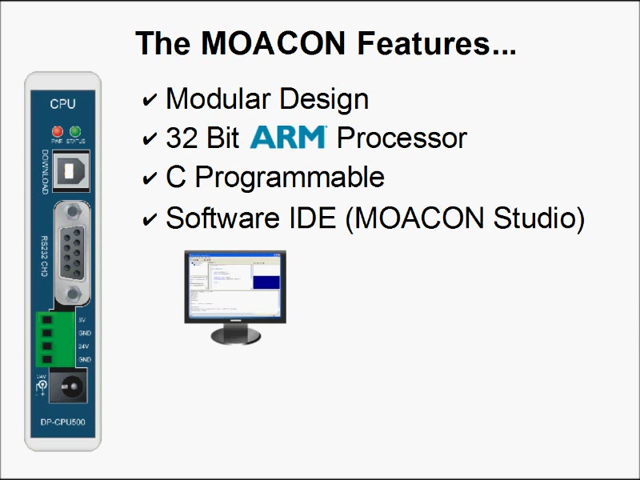 The MOACON Features...
✔ Modular Design
✔ 32 Bit ARM Processor
✔ C Programmable
✔ Software IDE (MOACON Studio)
CPU
PWR STATUS
DOWNLOAD
RS232 CH0
5V
GND
24V
GND
24V
DP-CPU500